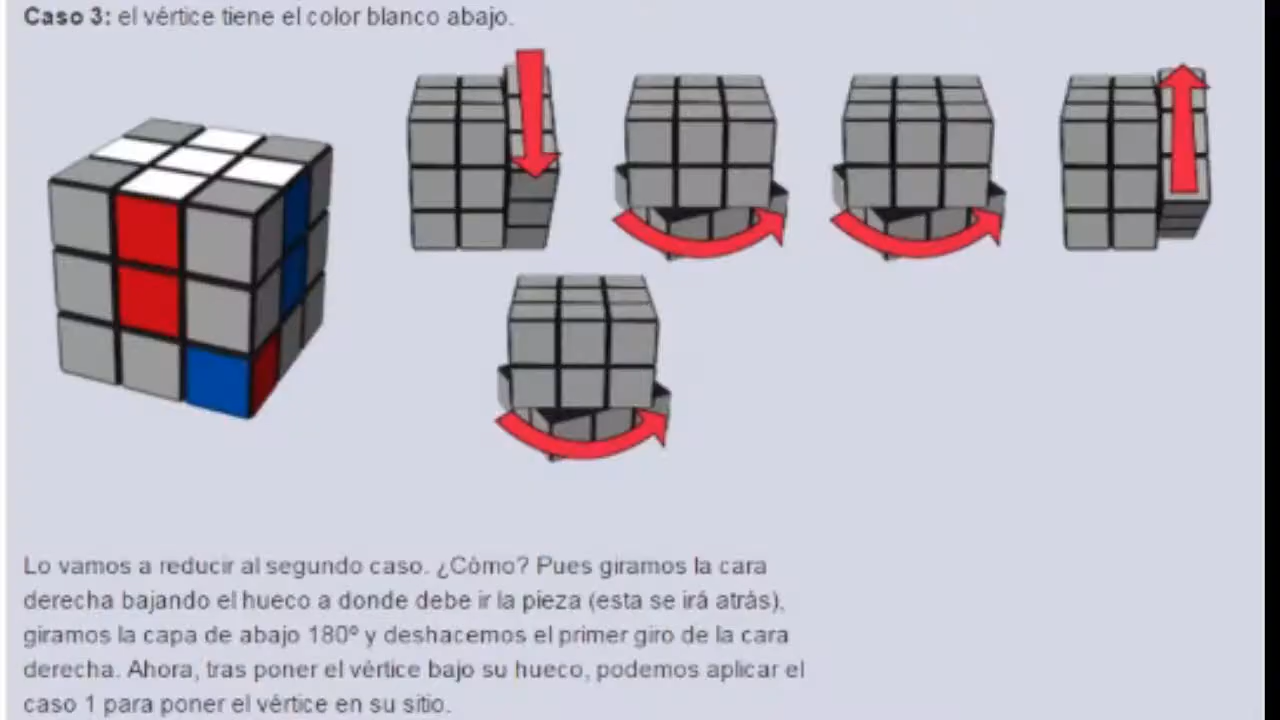 Caso 3: el vértice tiene el color blanco abajo.
Lo vamos a reducir al segundo caso. ¿Cómo? Pues giramos la cara
derecha bajando el hueco a donde debe ir la pieza (esta se irá atrás),
giramos la capa de abajo 180º y deshacemos el primer giro de la cara
derecha. Ahora, tras poner el vértice bajo su hueco, podemos aplicar el
caso 1 para poner el vértice en su sitio.